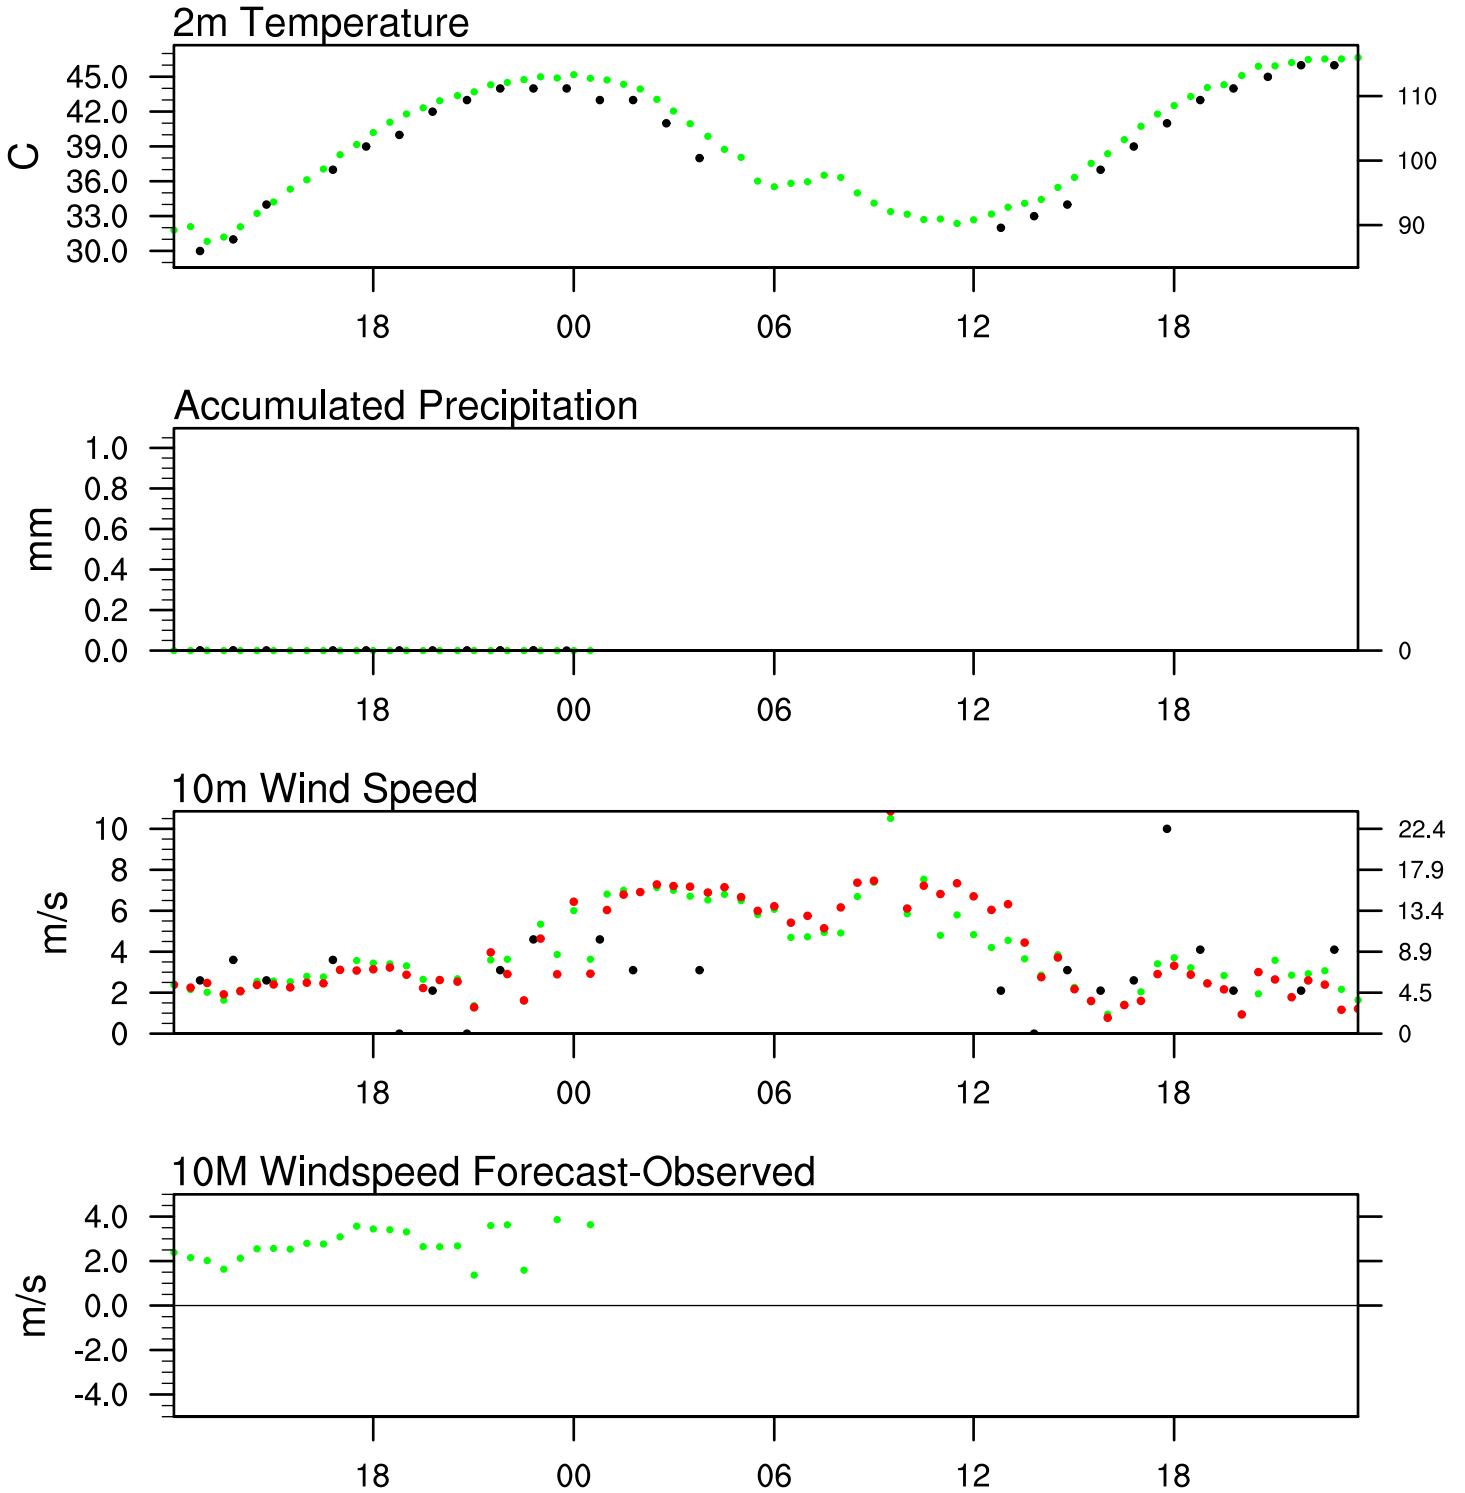 2m Temperature
45.0
42.0
39.0
36.0
33.0
30.0
C
110
100
90
18 00 06 12 18
Accumulated Precipitation
1.0
0.8
0.6
0.4
0.2
0.0
mm
0
18 00 06 12 18
10m Wind Speed
10
8
6
4
2
0
m/s
22.4
17.9
13.4
8.9
4.5
0
18 00 06 12 18
10M Windspeed Forecast-Observed
4.0
2.0
0.0
-2.0
-4.0
m/s
18 00 06 12 18